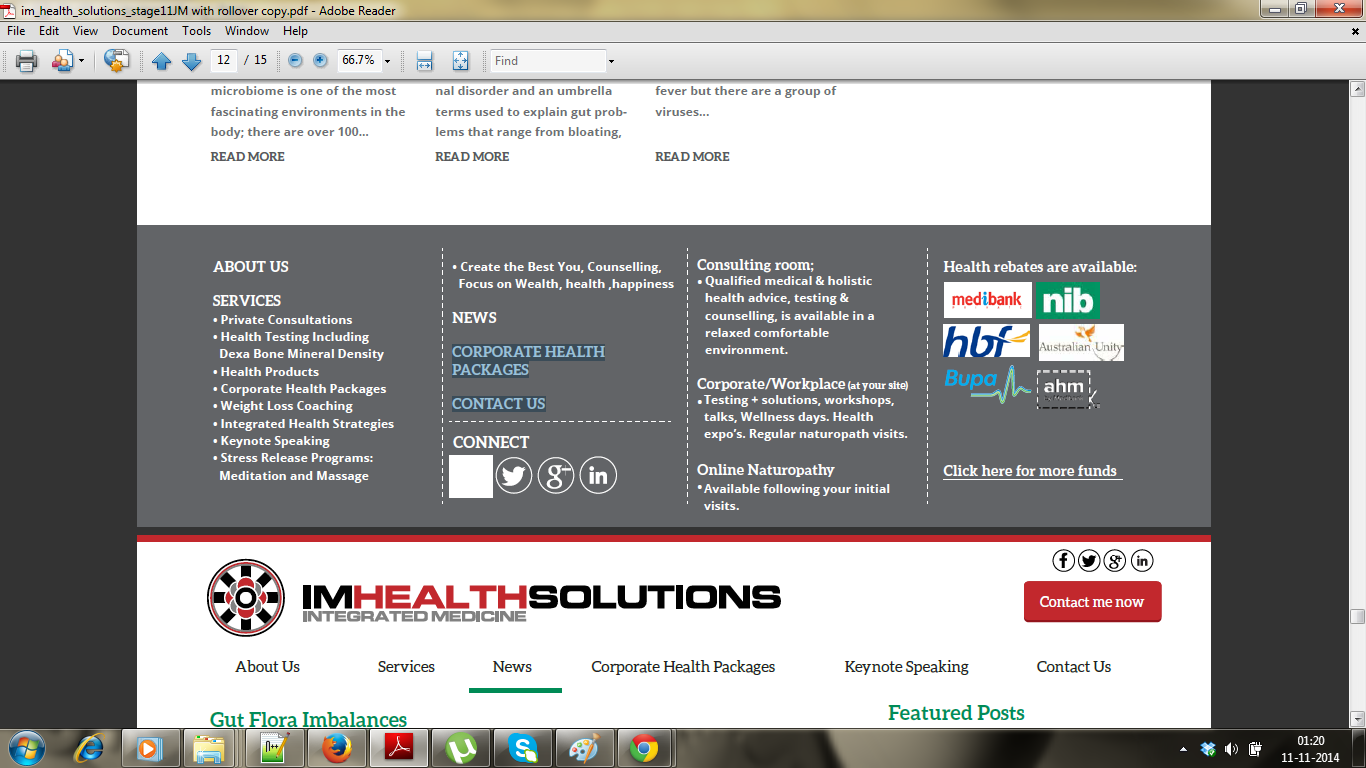 im_health_solutions_stage11JM with rollover copy.pdf - Adobe Reader
File Edit View Document Tools Window Help
12 / 15 66.7% Find
microbiome is one of the most
fascinating environments in the
body; there are over 100...
READ MORE
nal disorder and an umbrella
terms used to explain gut prob-
lems that range from bloating,
READ MORE
fever but there are a group of
viruses...
READ MORE
ABOUT US
SERVICES
• Private Consultations
• Health Testing Including
Dexa Bone Mineral Density
• Health Products
• Corporate Health Packages
• Weight Loss Coaching
• Integrated Health Strategies
• Keynote Speaking
• Stress Release Programs:
Meditation and Massage
• Create the Best You, Counselling,
Focus on Wealth, health ,happiness
NEWS
CORPORATE HEALTH
PACKAGES
CONTACT US
CONNECT
g+ in
Consulting room;
• Qualified medical & holistic
health advice, testing &
counselling, is available in a
relaxed comfortable
environment.
Corporate/Workplace (at your site)
• Testing + solutions, workshops,
talks, Wellness days. Health
expo's. Regular naturopath visits.
Online Naturopathy
• Available following your initial
visits.
Health rebates are available:
medibank nib
hbf Australian Unity
Bupa ahm
Click here for more funds
f g+ in
IMHEALTHSOLUTIONS
INTEGRATED MEDICINE
Contact me now
About Us Services News Corporate Health Packages Keynote Speaking Contact Us
Gut Flora Imbalances
Featured Posts
01:20
11-11-2014